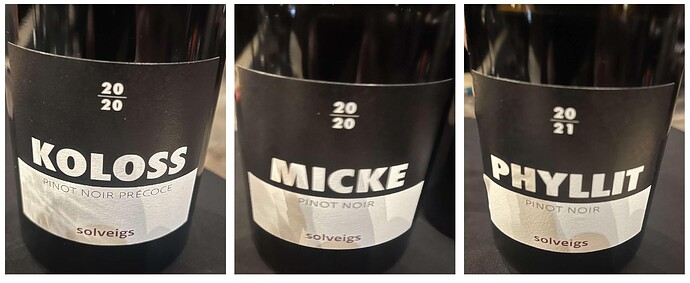 20
20
KOLOSS
PINOT NOIR PRÉCOCE
solveigs
20
20
MICKE
PINOT NOIR
solveigs
20
21
PHYLLIT
PINOT NOIR
solveigs